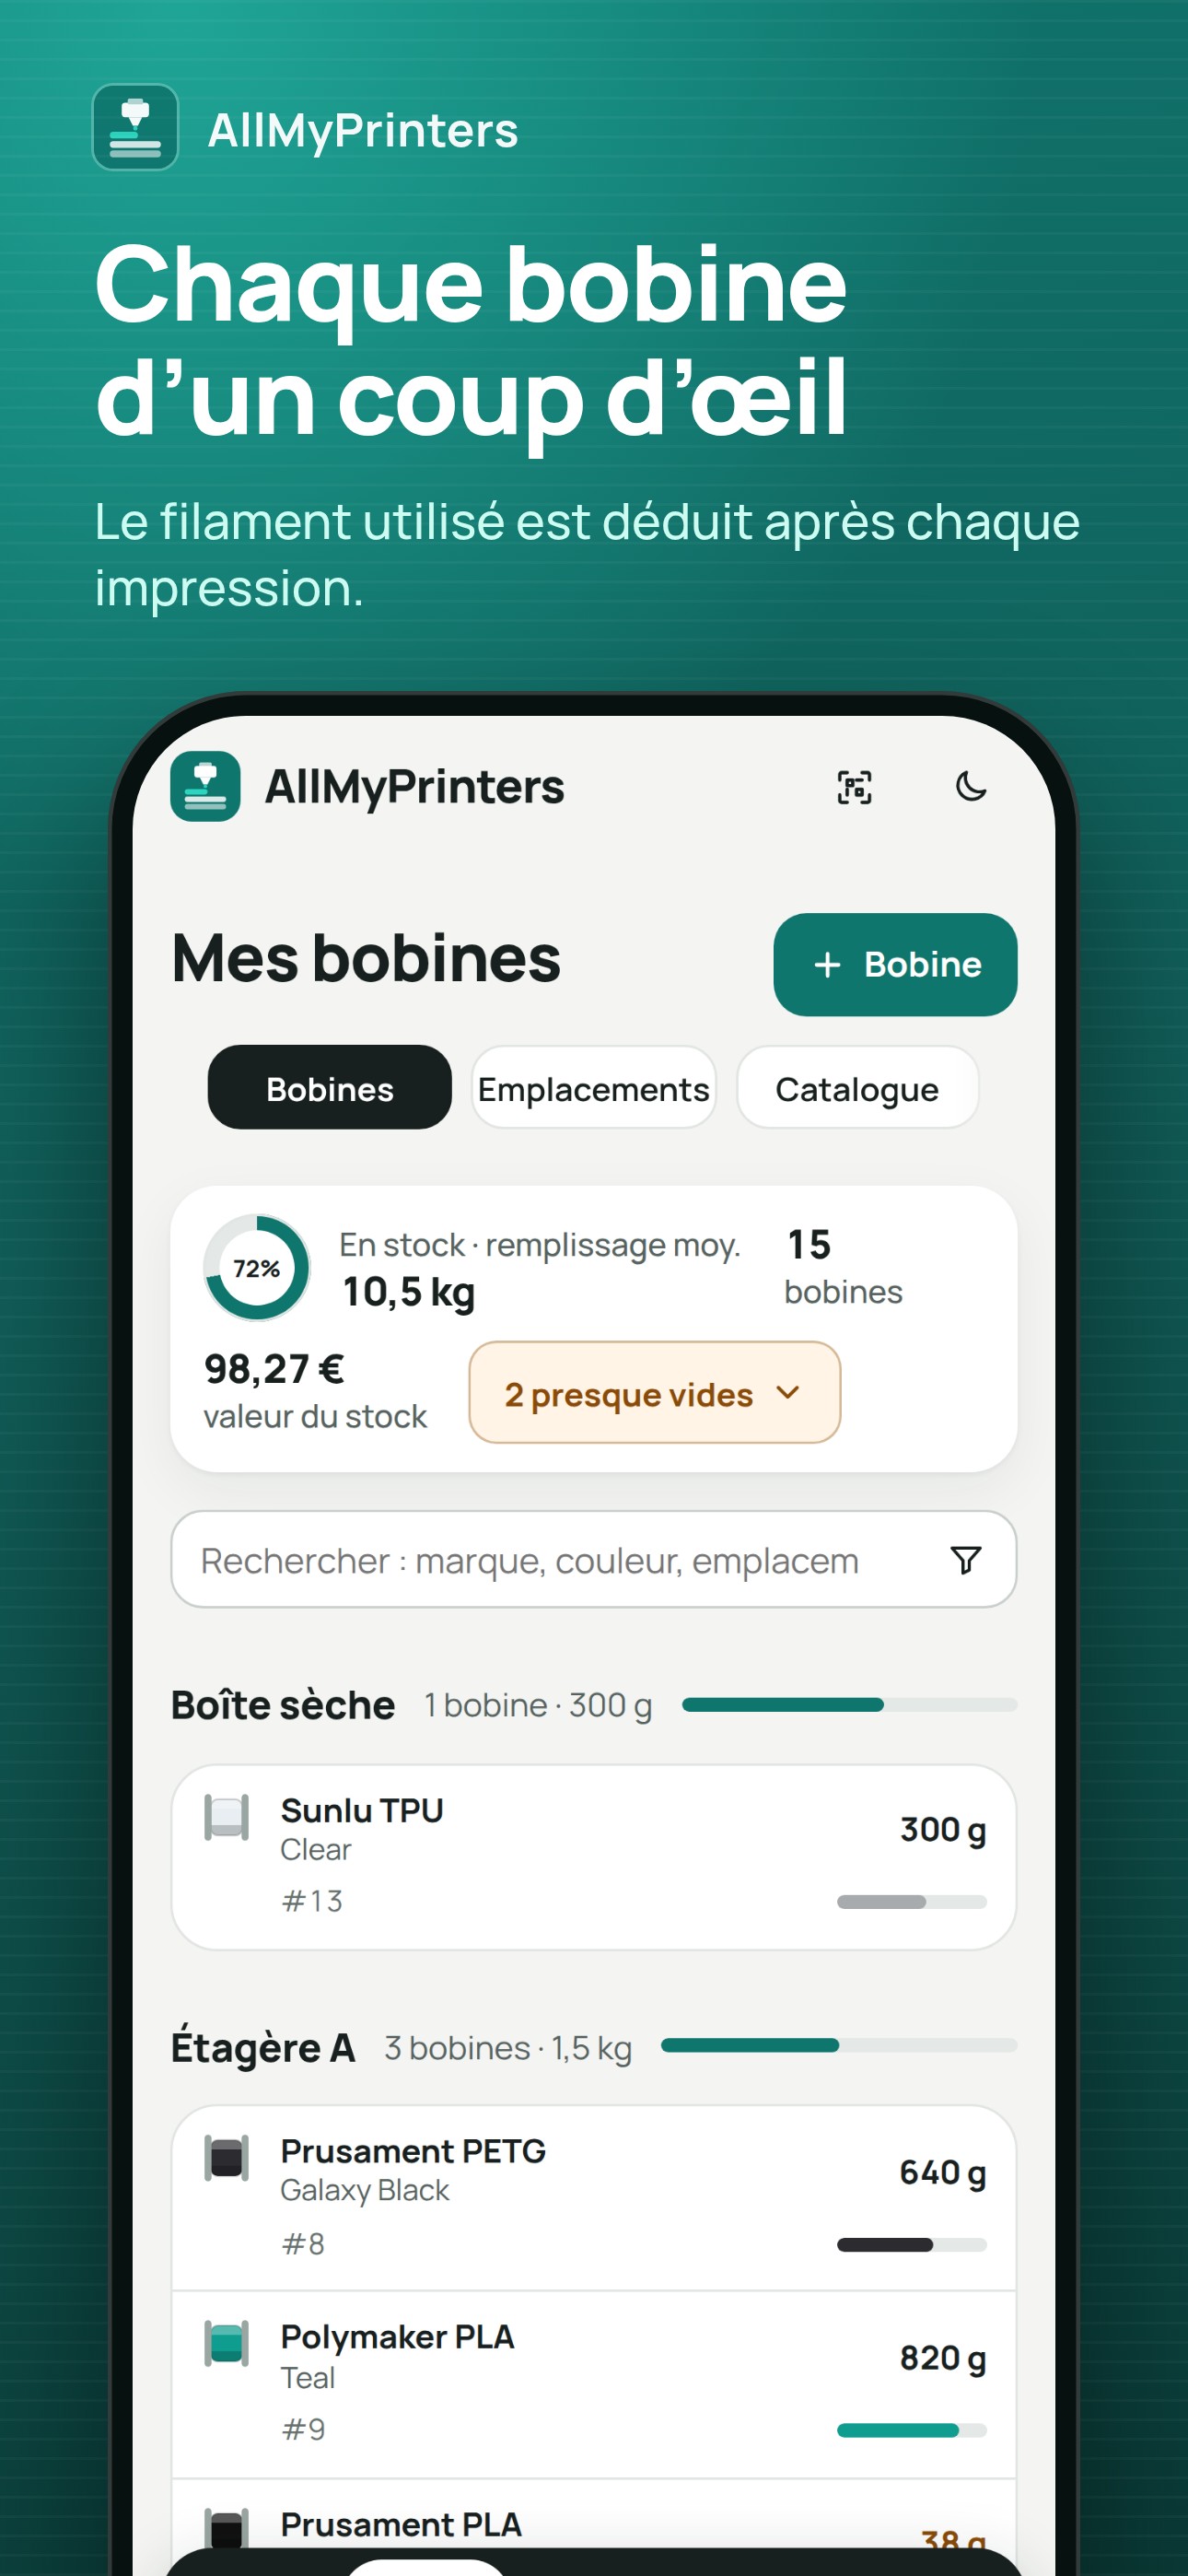 AllMyPrinters
Chaque bobine
d’un coup d’œil
Le filament utilisé est déduit après chaque
impression.
AllMyPrinters
Mes bobines
+ Bobine
Bobines
Emplacements
Catalogue
72%
En stock · remplissage moy.
10,5 kg
15
bobines
98,27 €
valeur du stock
2 presque vides
Rechercher : marque, couleur, emplacem
Boîte sèche
1 bobine · 300 g
Sunlu TPU
Clear
#13
300 g
Étagère A
3 bobines · 1,5 kg
Prusament PETG
Galaxy Black
#8
640 g
Polymaker PLA
Teal
#9
820 g
Prusament PLA
38 g